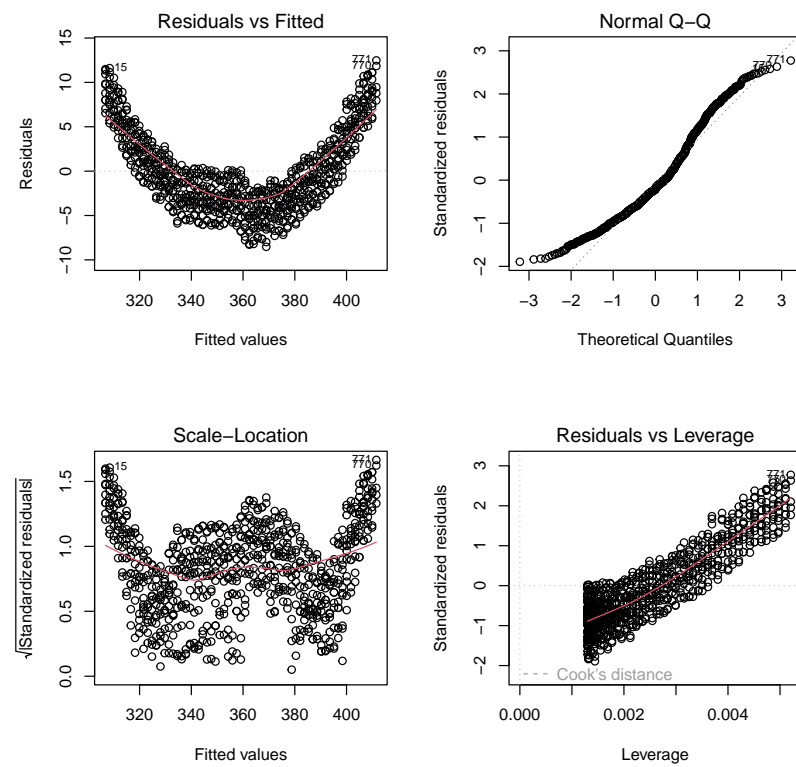 Residuals vs Fitted
15
10
5
0
−5
−10
Residuals
320 340 360 380 400
Fitted values
15
771
770
Normal Q−Q
3
2
1
0
−1
−2
Standardized residuals
−3 −2 −1 0 1 2 3
Theoretical Quantiles
771
Scale−Location
1.5
1.0
0.5
0.0
√|Standardized residuals|
320 340 360 380 400
Fitted values
15
771
770
Residuals vs Leverage
3
2
1
0
−1
−2
Standardized residuals
0.000 0.002 0.004
Leverage
Cook's distance
771